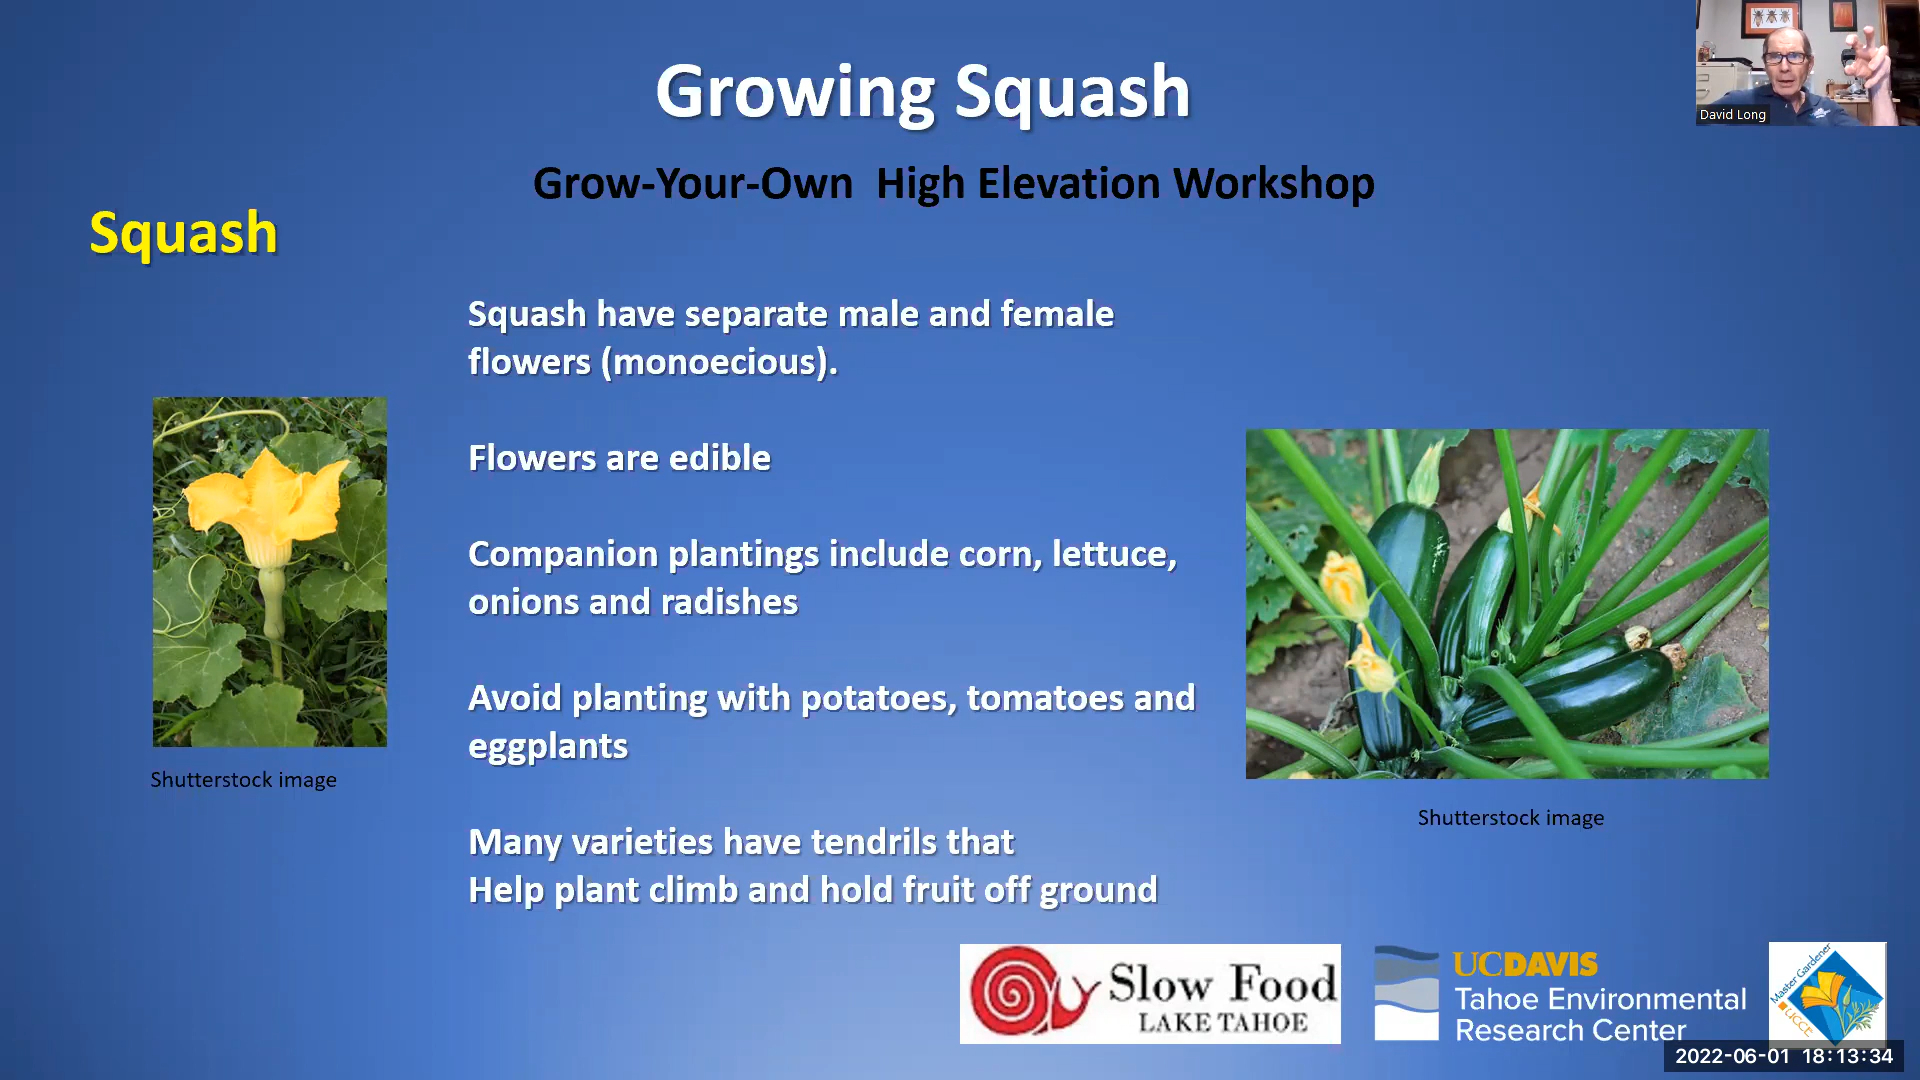 Growing Squash
David Long
Grow-Your-Own  High Elevation Workshop
Squash
Squash have separate male and female
flowers (monoecious).
Flowers are edible
Companion plantings include corn, lettuce,
onions and radishes
Avoid planting with potatoes, tomatoes and
eggplants
Many varieties have tendrils that
Help plant climb and hold fruit off ground
Shutterstock image
Shutterstock image
Slow Food
LAKE TAHOE
UCDAVIS
Tahoe Environmental
Research Center
Master Gardener
UCCE
2022-06-01 18:13:34